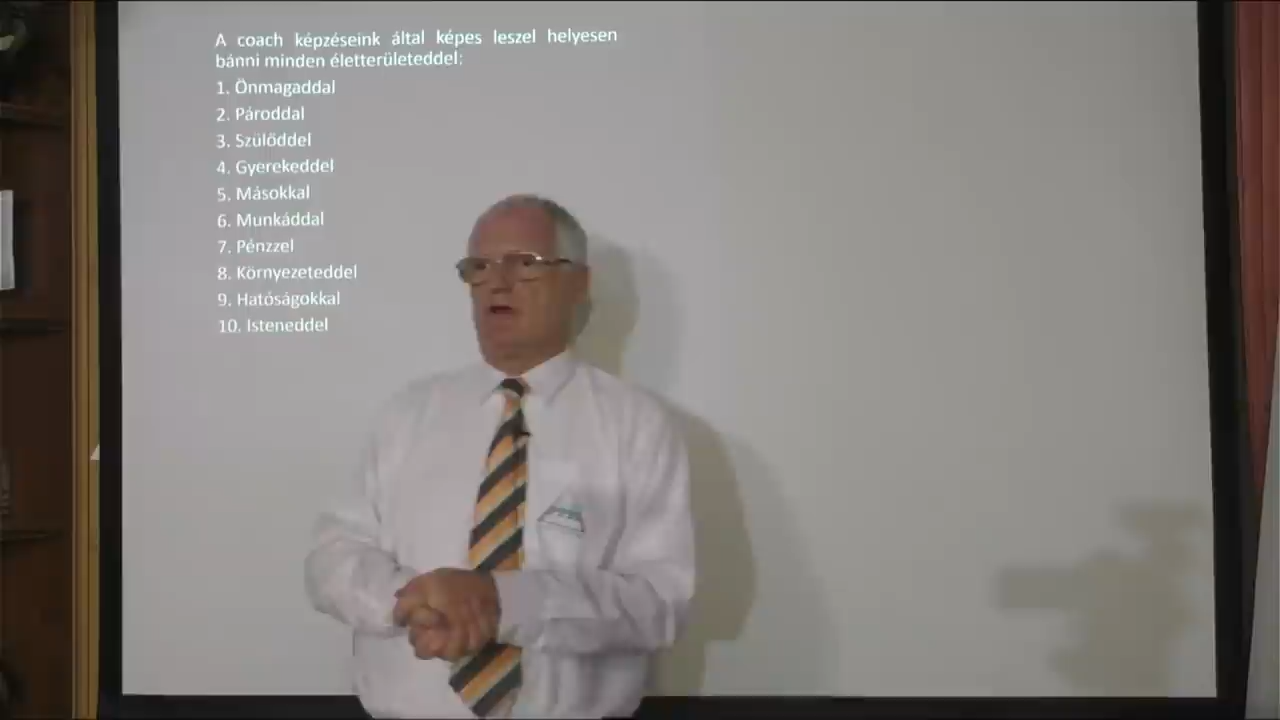 A coach képzéseink által képes leszel helyesen
bánni minden életterületeddel:
1. Önmagaddal
2. Pároddal
3. Szülőddel
4. Gyerekeddel
5. Másokkal
6. Munkáddal
7. Pénzzel
8. Környezeteddel
9. Hatóságokkal
10. Isteneddel